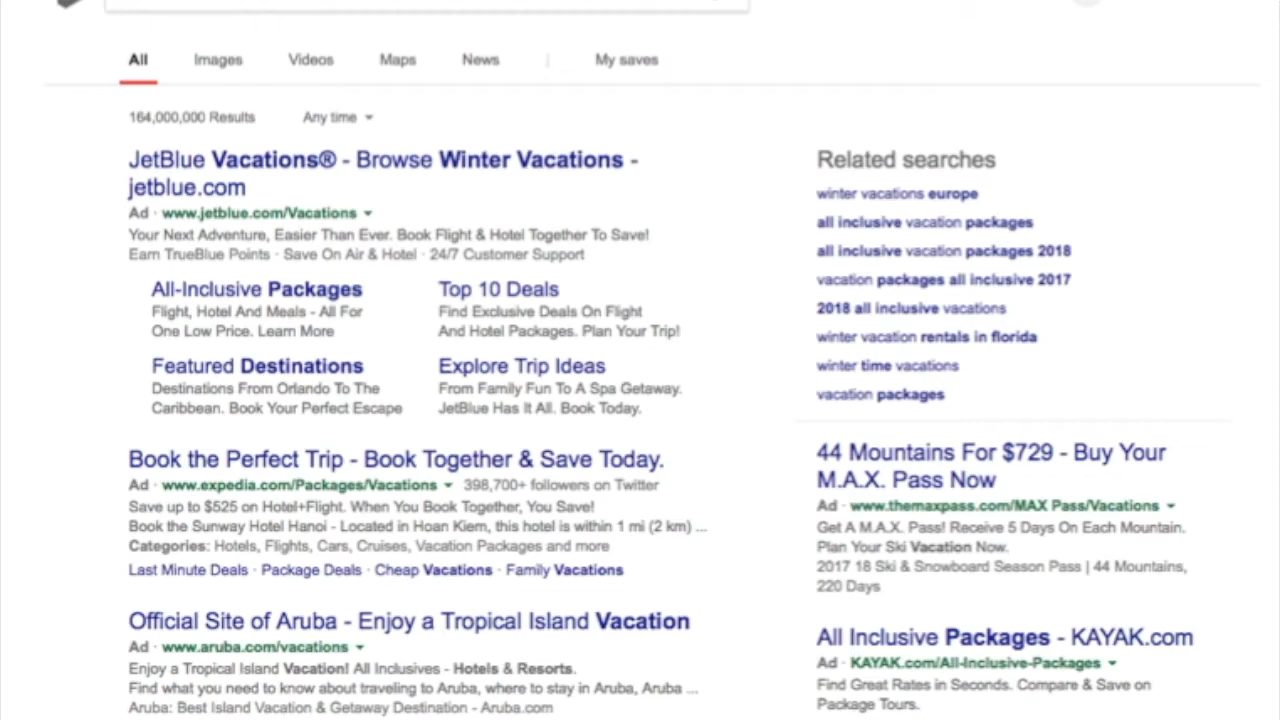 All Images Videos Maps News | My saves
164,000,000 Results Any time
JetBlue Vacations® - Browse Winter Vacations -
jetblue.com
Ad · www.jetblue.com/Vacations
Your Next Adventure, Easier Than Ever. Book Flight & Hotel Together To Save!
Earn TrueBlue Points · Save On Air & Hotel · 24/7 Customer Support
All-Inclusive Packages
Flight, Hotel And Meals - All For
One Low Price. Learn More
Top 10 Deals
Find Exclusive Deals On Flight
And Hotel Packages. Plan Your Trip!
Featured Destinations
Destinations From Orlando To The
Caribbean. Book Your Perfect Escape
Explore Trip Ideas
From Family Fun To A Spa Getaway.
JetBlue Has It All. Book Today.
Book the Perfect Trip - Book Together & Save Today.
Ad · www.expedia.com/Packages/Vacations 398,700+ followers on Twitter
Save up to $525 on Hotel+Flight. When You Book Together, You Save!
Book the Sunway Hotel Hanoi - Located in Hoan Kiem, this hotel is within 1 mi (2 km) ...
Categories: Hotels, Flights, Cars, Cruises, Vacation Packages and more
Last Minute Deals · Package Deals · Cheap Vacations · Family Vacations
Official Site of Aruba - Enjoy a Tropical Island Vacation
Ad · www.aruba.com/vacations
Enjoy a Tropical Island Vacation! All Inclusives - Hotels & Resorts.
Find what you need to know about traveling to Aruba, where to stay in Aruba, Aruba ...
Aruba: Best Island Vacation & Getaway Destination - Aruba.com
Related searches
winter vacations europe
all inclusive vacation packages
all inclusive vacation packages 2018
vacation packages all inclusive 2017
2018 all inclusive vacations
winter vacation rentals in florida
winter time vacations
vacation packages
44 Mountains For $729 - Buy Your
M.A.X. Pass Now
Ad · www.themaxpass.com/MAX Pass/Vacations
Get A M.A.X. Pass! Receive 5 Days On Each Mountain.
Plan Your Ski Vacation Now.
2017 18 Ski & Snowboard Season Pass | 44 Mountains,
220 Days
All Inclusive Packages - KAYAK.com
Ad · KAYAK.com/All-Inclusive-Packages
Find Great Rates in Seconds. Compare & Save on
Package Tours.